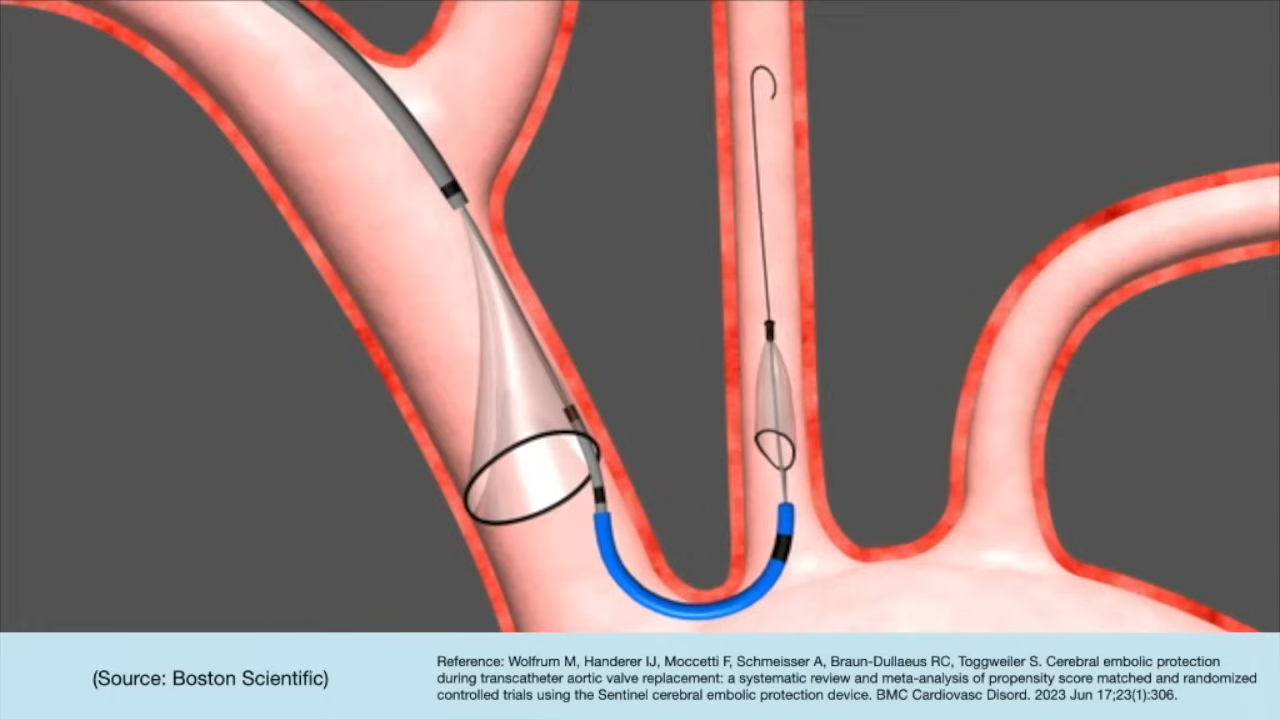 (Source: Boston Scientific)
Reference: Wolfrum M, Handerer IJ, Moccetti F, Schmeisser A, Braun-Dullaeus RC, Toggweiler S. Cerebral embolic protection
during transcatheter aortic valve replacement: a systematic review and meta-analysis of propensity score matched and randomized
controlled trials using the Sentinel cerebral embolic protection device. BMC Cardiovasc Disord. 2023 Jun 17;23(1):306.